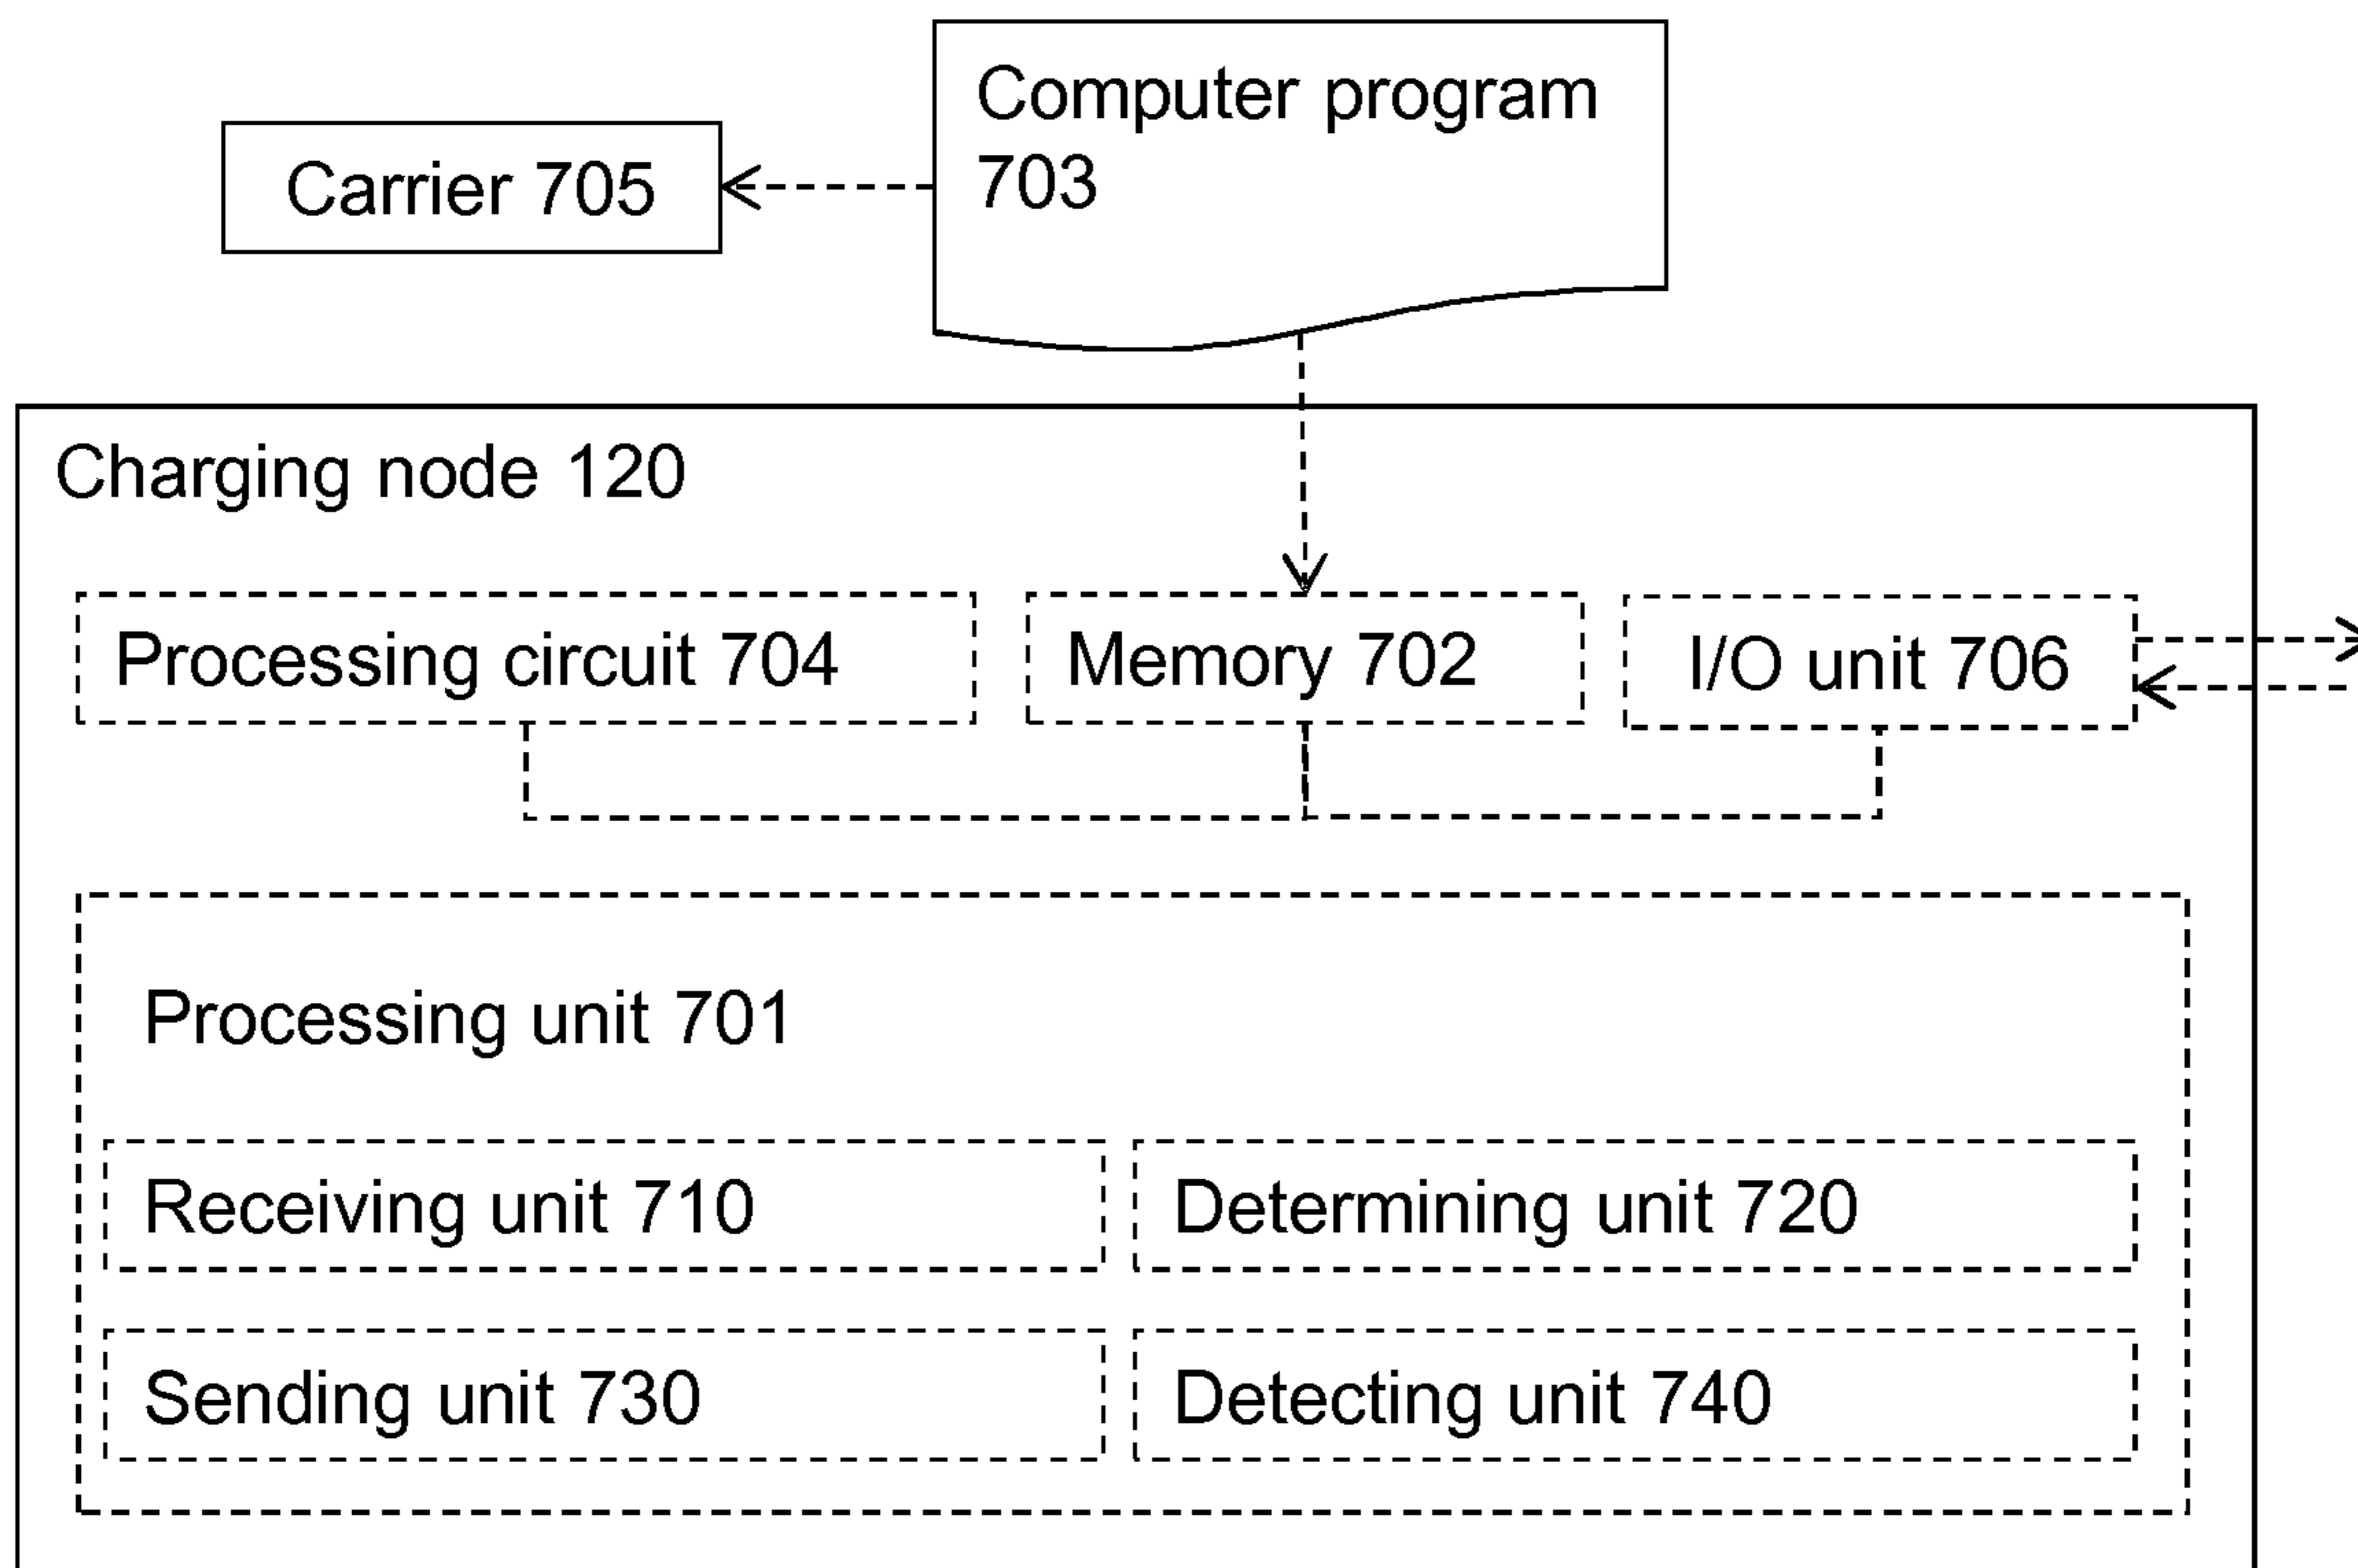 Computer program
703
Carrier 705
Charging node 120
Processing circuit 704
Memory 702
I/O unit 706
Processing unit 701
Receiving unit 710
Determining unit 720
Sending unit 730
Detecting unit 740